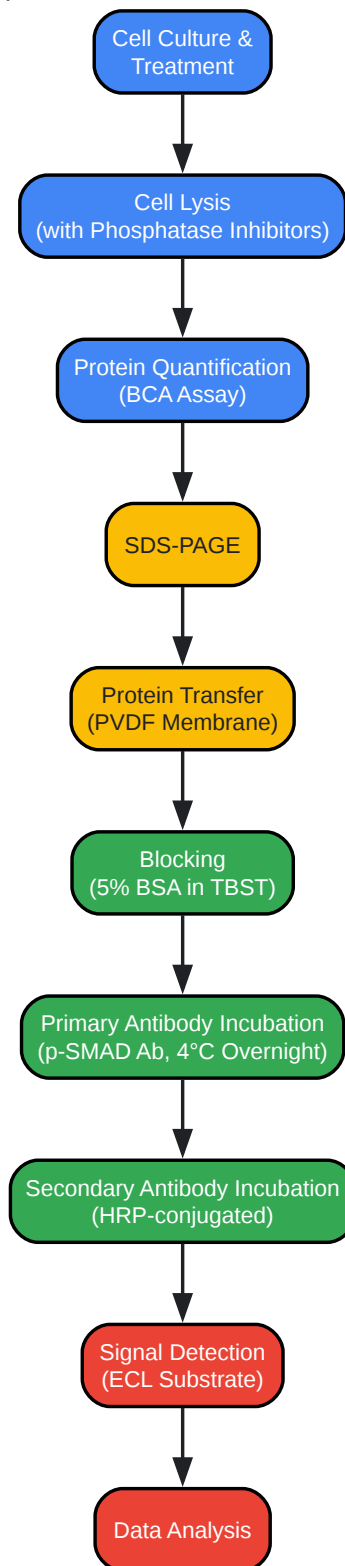 Cell Culture &
Treatment
Cell Lysis
(with Phosphatase Inhibitors)
Protein Quantification
(BCA Assay)
SDS-PAGE
Protein Transfer
(PVDF Membrane)
Blocking
(5% BSA in TBST)
Primary Antibody Incubation
(p-SMAD Ab, 4°C Overnight)
Secondary Antibody Incubation
(HRP-conjugated)
Signal Detection
(ECL Substrate)
Data Analysis